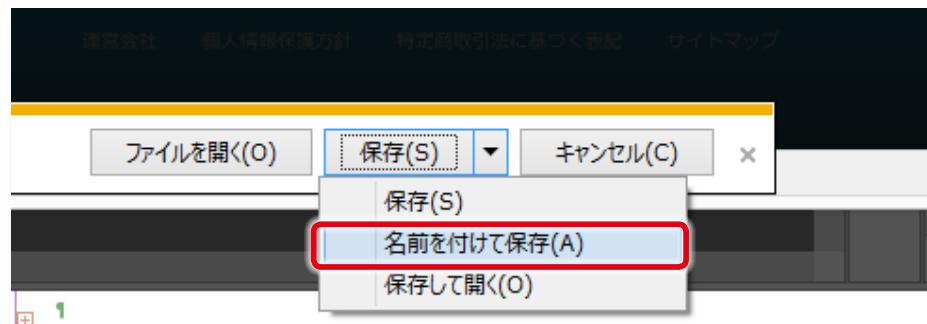 運営会社 個人情報保護方針 特定商取引法に基づく表記 サイトマップ
ファイルを開く(O) 保存(S) キャンセル(C)
保存(S)
名前を付けて保存(A)
保存して開く(O)